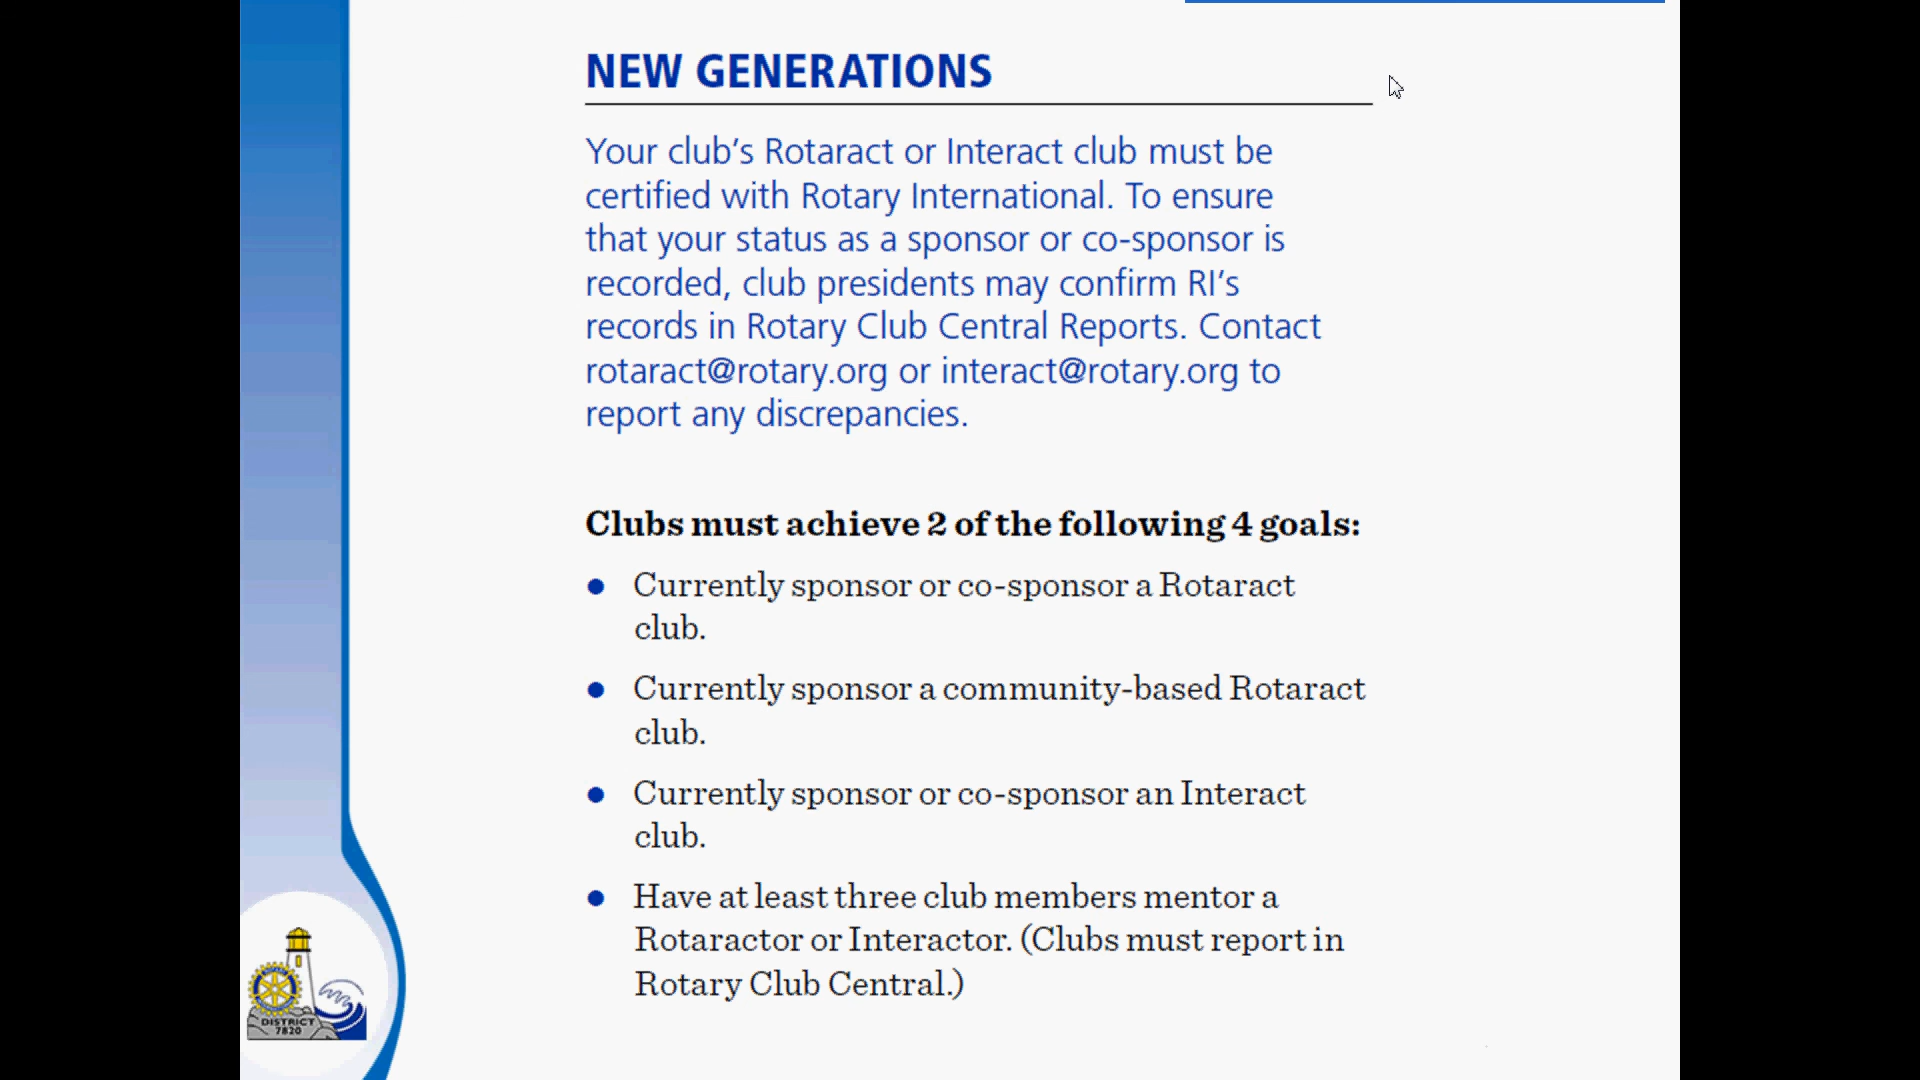 NEW GENERATIONS
Your club's Rotaract or Interact club must be
certified with Rotary International. To ensure
that your status as a sponsor or co-sponsor is
recorded, club presidents may confirm RI's
records in Rotary Club Central Reports. Contact
rotaract@rotary.org or interact@rotary.org to
report any discrepancies.
Clubs must achieve 2 of the following 4 goals:
● Currently sponsor or co-sponsor a Rotaract
club.
● Currently sponsor a community-based Rotaract
club.
● Currently sponsor or co-sponsor an Interact
club.
● Have at least three club members mentor a
Rotaractor or Interactor. (Clubs must report in
Rotary Club Central.)
DISTRICT
7820